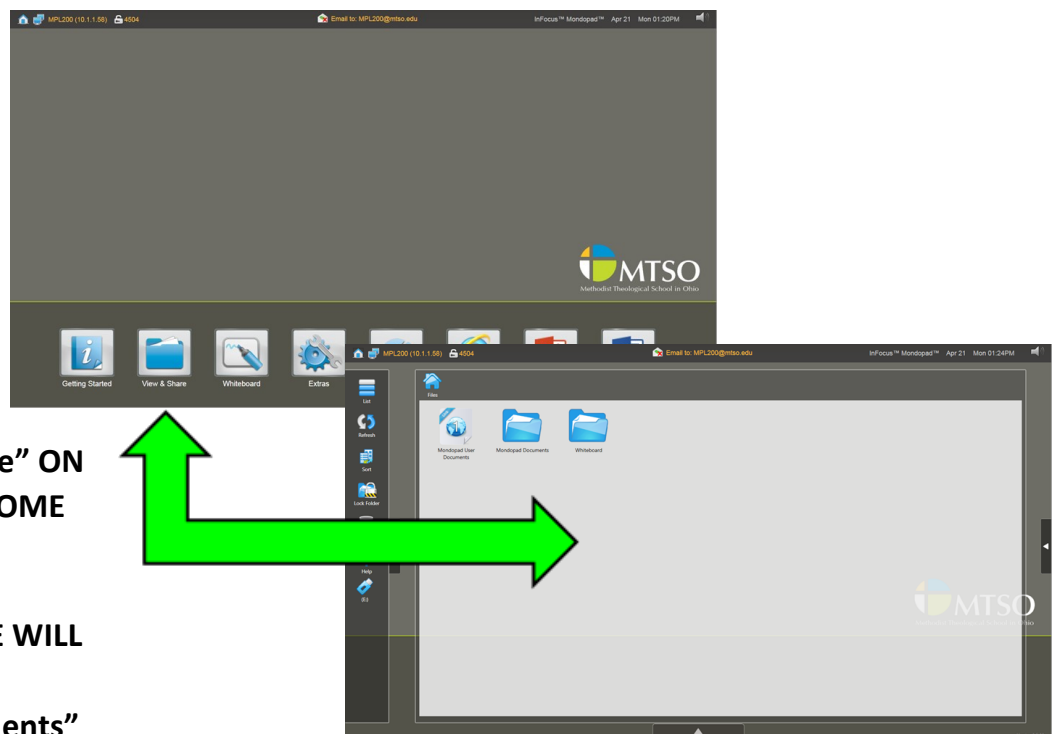 MPL200 (10.1.1.58) 4504 Email to: MPL200@mtso.edu InFocus™ Mondopad™ Apr 21 Mon 01:20PM
MTSO
Methodist Theological School in Ohio
Getting Started View & Share Whiteboard Extras
MPL200 (10.1.1.58) 4504 Email to: MPL200@mtso.edu InFocus™ Mondopad™ Apr 21 Mon 01:24PM
List
Files
Refresh
Mondopad User Documents
Mondopad Documents
Whiteboard
Sort
Lock Folder
Help
MTSO
e” ON
OME
E WILL
ents”